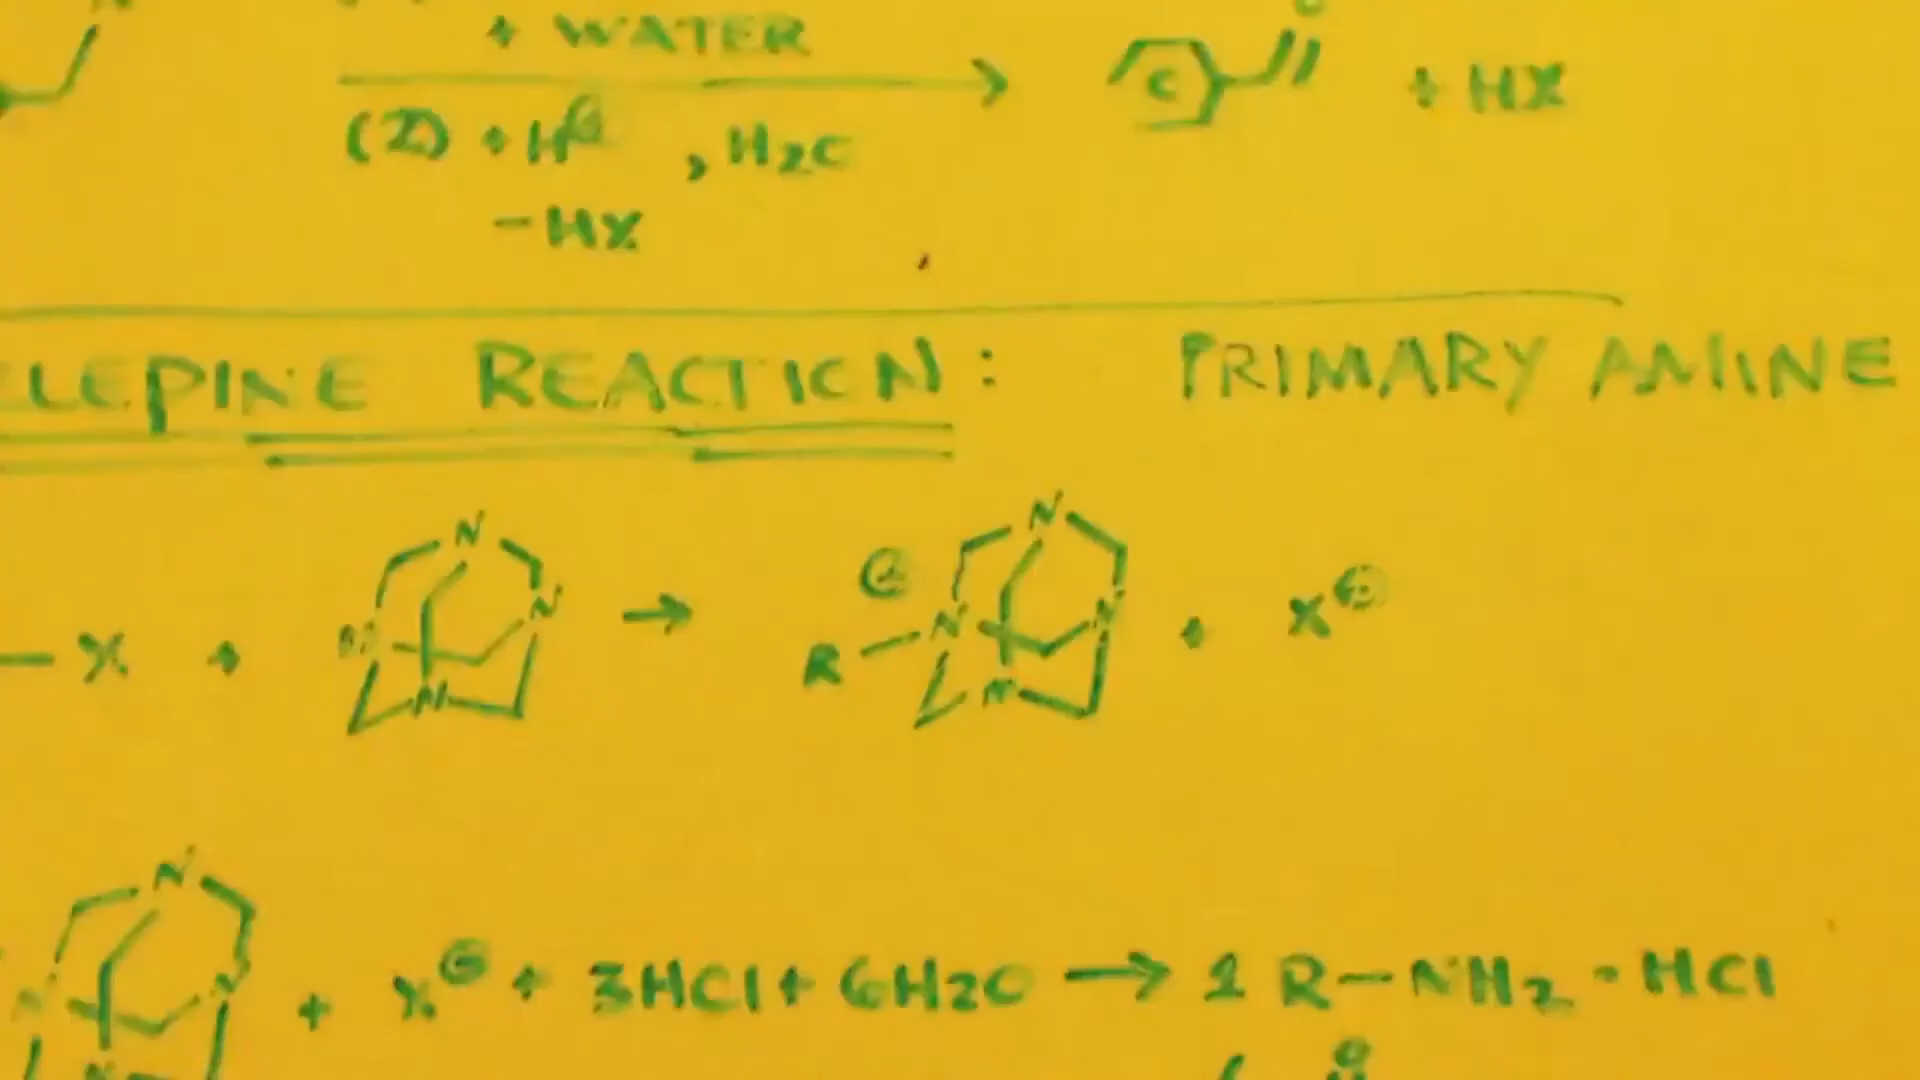 + WATER
(2) + H⊕, H2O
C + HX
- HX
LEPINE REACTION: PRIMARY AMINE
— X + N N N N → R — N⊕ N N N + X⊖
N N N N + X⊖ + 3HCl + 6H2O → 1 R—NH2 · HCl
O